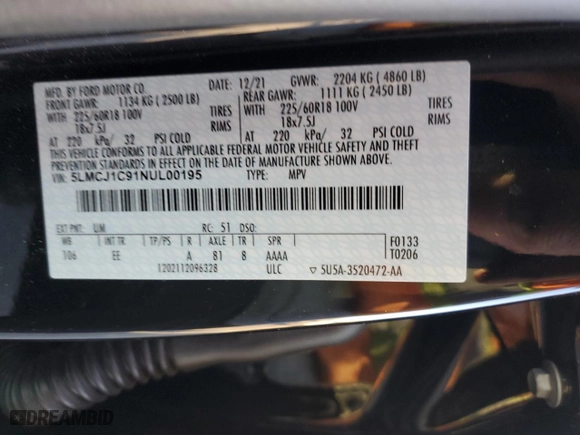 MFD. BY FORD MOTOR CO. 12/21 GVWR: 2204 KG ( 4860 LB)
FRONT GAWR: 1134 KG ( 2500 LB) REAR GAWR: 1111 KG ( 2450 LB)
WITH 225/60R18 100V TIRES WITH 225/60R18 100V TIRES
18x7.5J RIMS 18x7.5J RIMS
AT 220 kPa/ 32 PSI COLD AT 220 kPa/ 32 PSI COLD
THIS VEHICLE CONFORMS TO ALL APPLICABLE FEDERAL MOTOR VEHICLE SAFETY AND THEFT
PREVENTION STANDARDS IN EFFECT ON THE DATE OF MANUFACTURE SHOWN ABOVE.
VIN: 5LMCJ1C91NUL00195 TYPE: MPV
EXT PNT: UM RC: 51 DSO:
WB INT TR TP/PS R AXLE TR SPR F0133
106 EE A 81 8 AAAA T0206
1202112096328 ULC ▽ 5U5A-3520472-AA
DREAMBID